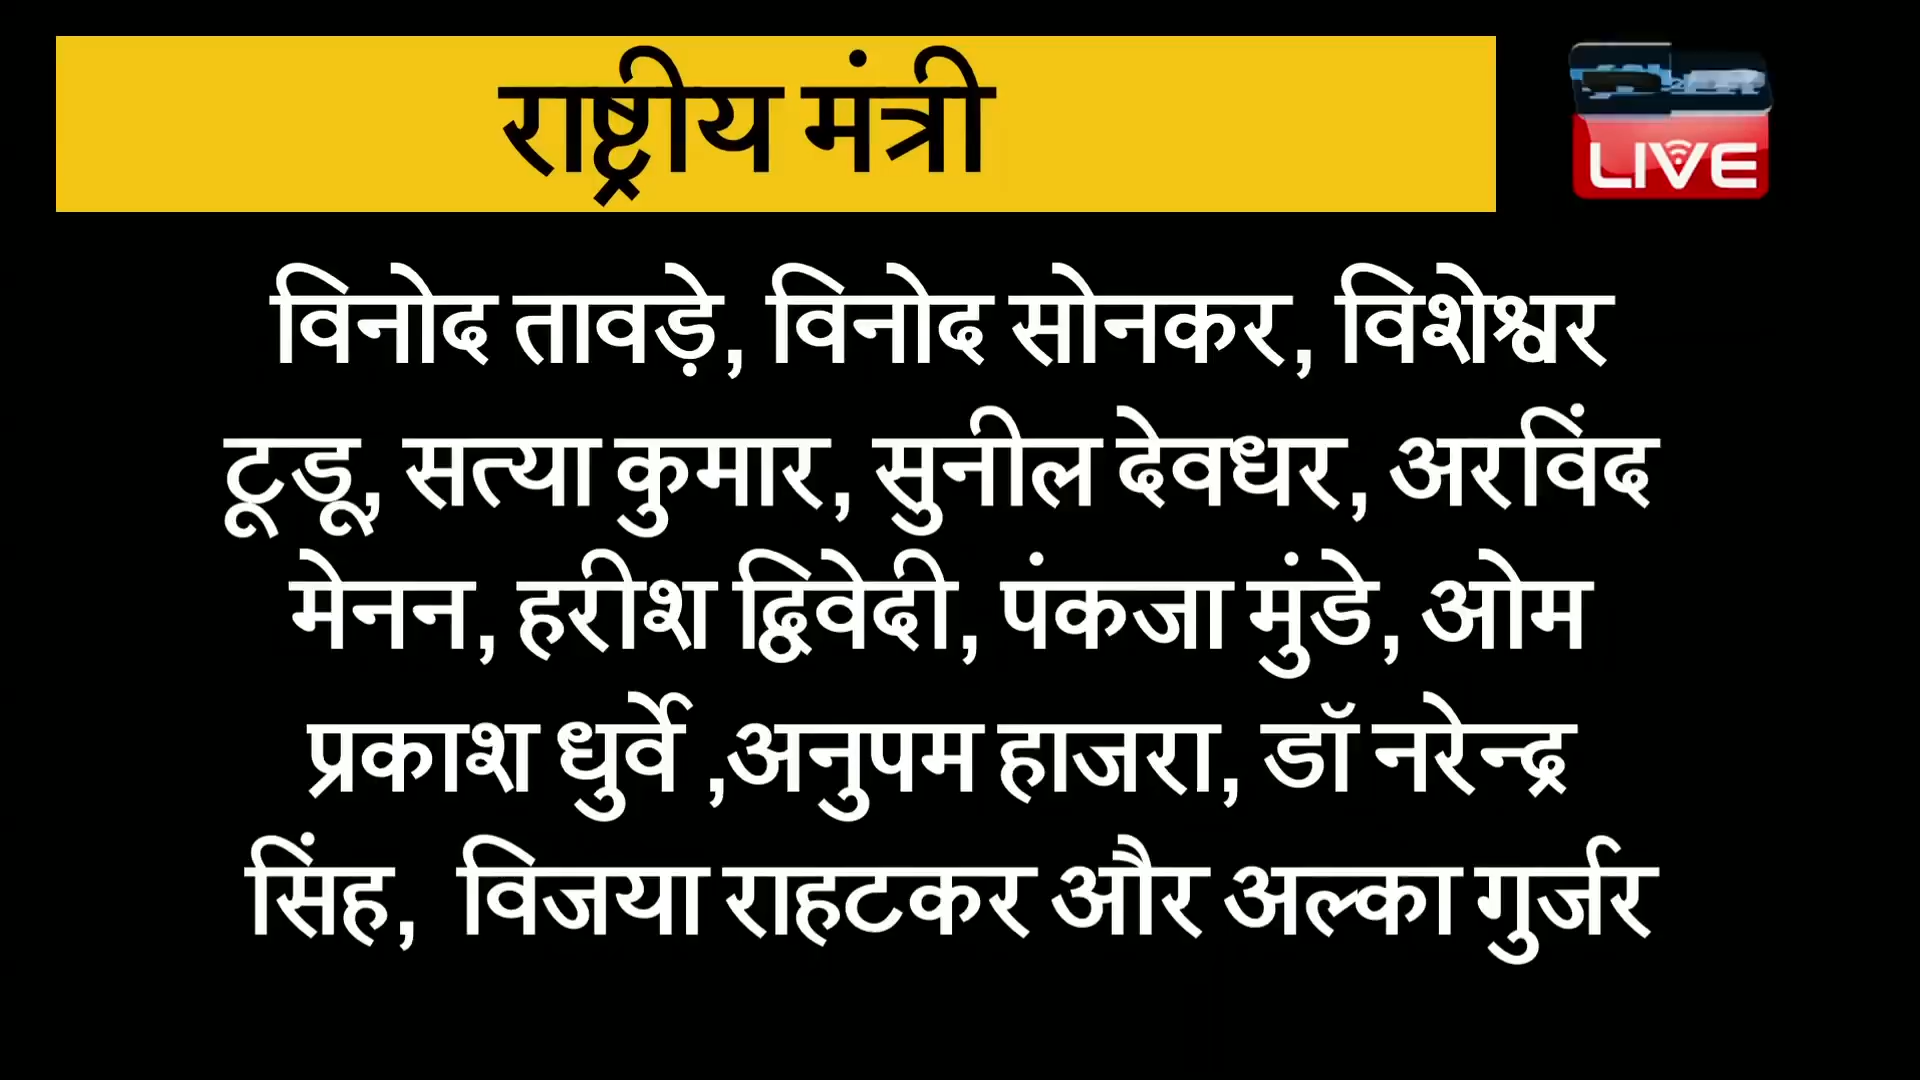 राष्ट्रीय मंत्री
LIVE
विनोद तावड़े, विनोद सोनकर, विशेश्वर
टूडू, सत्या कुमार, सुनील देवधर, अरविंद
मेनन, हरीश द्विवेदी, पंकजा मुंडे, ओम
प्रकाश धुर्वे ,अनुपम हाजरा, डॉ नरेन्द्र
सिंह, विजया राहटकर और अल्का गुर्जर